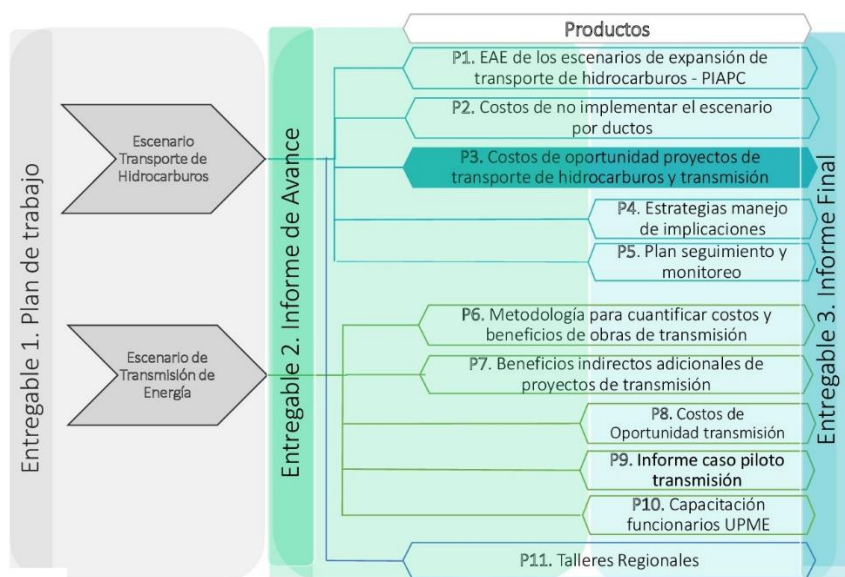 Entregable 1. Plan de trabajo
Escenario
Transporte de
Hidrocarburos
Escenario de
Transmisión de
Energía
Entregable 2. Informe de Avance
Productos
P1. EAE de los escenarios de expansión de
transporte de hidrocarburos - PIAPC
P2. Costos de no implementar el escenario
por ductos
P3. Costos de oportunidad proyectos de
transporte de hidrocarburos y transmisión
P4. Estrategias manejo
de implicaciones
P5. Plan seguimiento y
monitoreo
P6. Metodología para cuantificar costos y
beneficios de obras de transmisión
P7. Beneficios indirectos adicionales de
proyectos de transmisión
P8. Costos de
Oportunidad transmisión
P9. Informe caso piloto
transmisión
P10. Capacitación
funcionarios UPME
P11. Talleres Regionales
Entregable 3. Informe Final